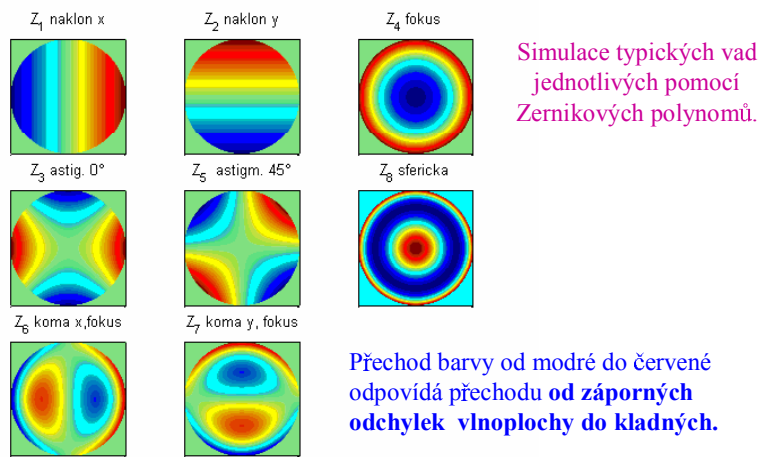 Z1 naklon x
Z2 naklon y
Z4 fokus
Simulace typických vad
jednotlivých pomocí
Zernikových polynomů.
Z3 astig. 0°
Z5 astigm. 45°
Z8 sfericka
Z6 koma x,fokus
Z7 koma y, fokus
Přechod barvy od modré do červené
odpovídá přechodu od záporných
odchylek vlnoplochy do kladných.